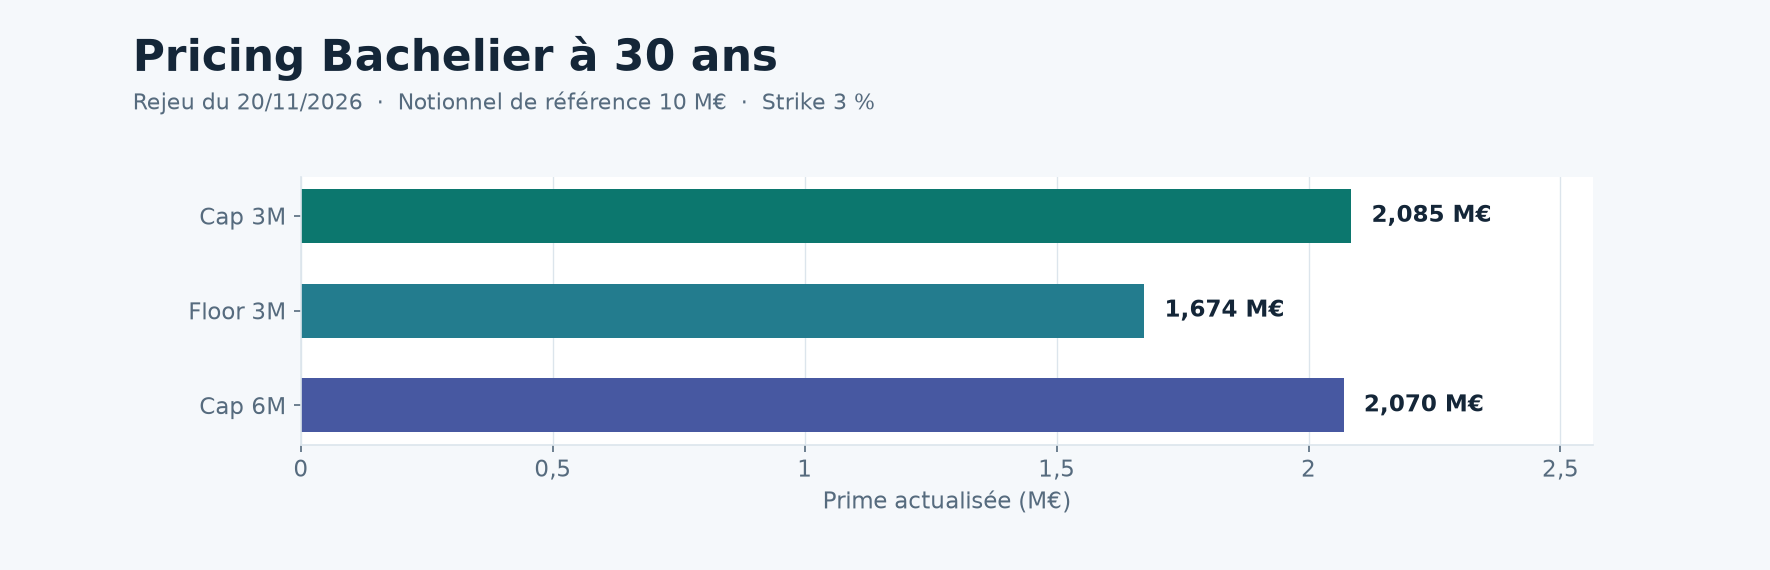 Pricing Bachelier à 30 ans
Rejeu du 20/11/2026 · Notionnel de référence 10 M€ · Strike 3 %
Cap 3M
2,085 M€
Floor 3M
1,674 M€
Cap 6M
2,070 M€
0 0,5 1 1,5 2 2,5
Prime actualisée (M€)